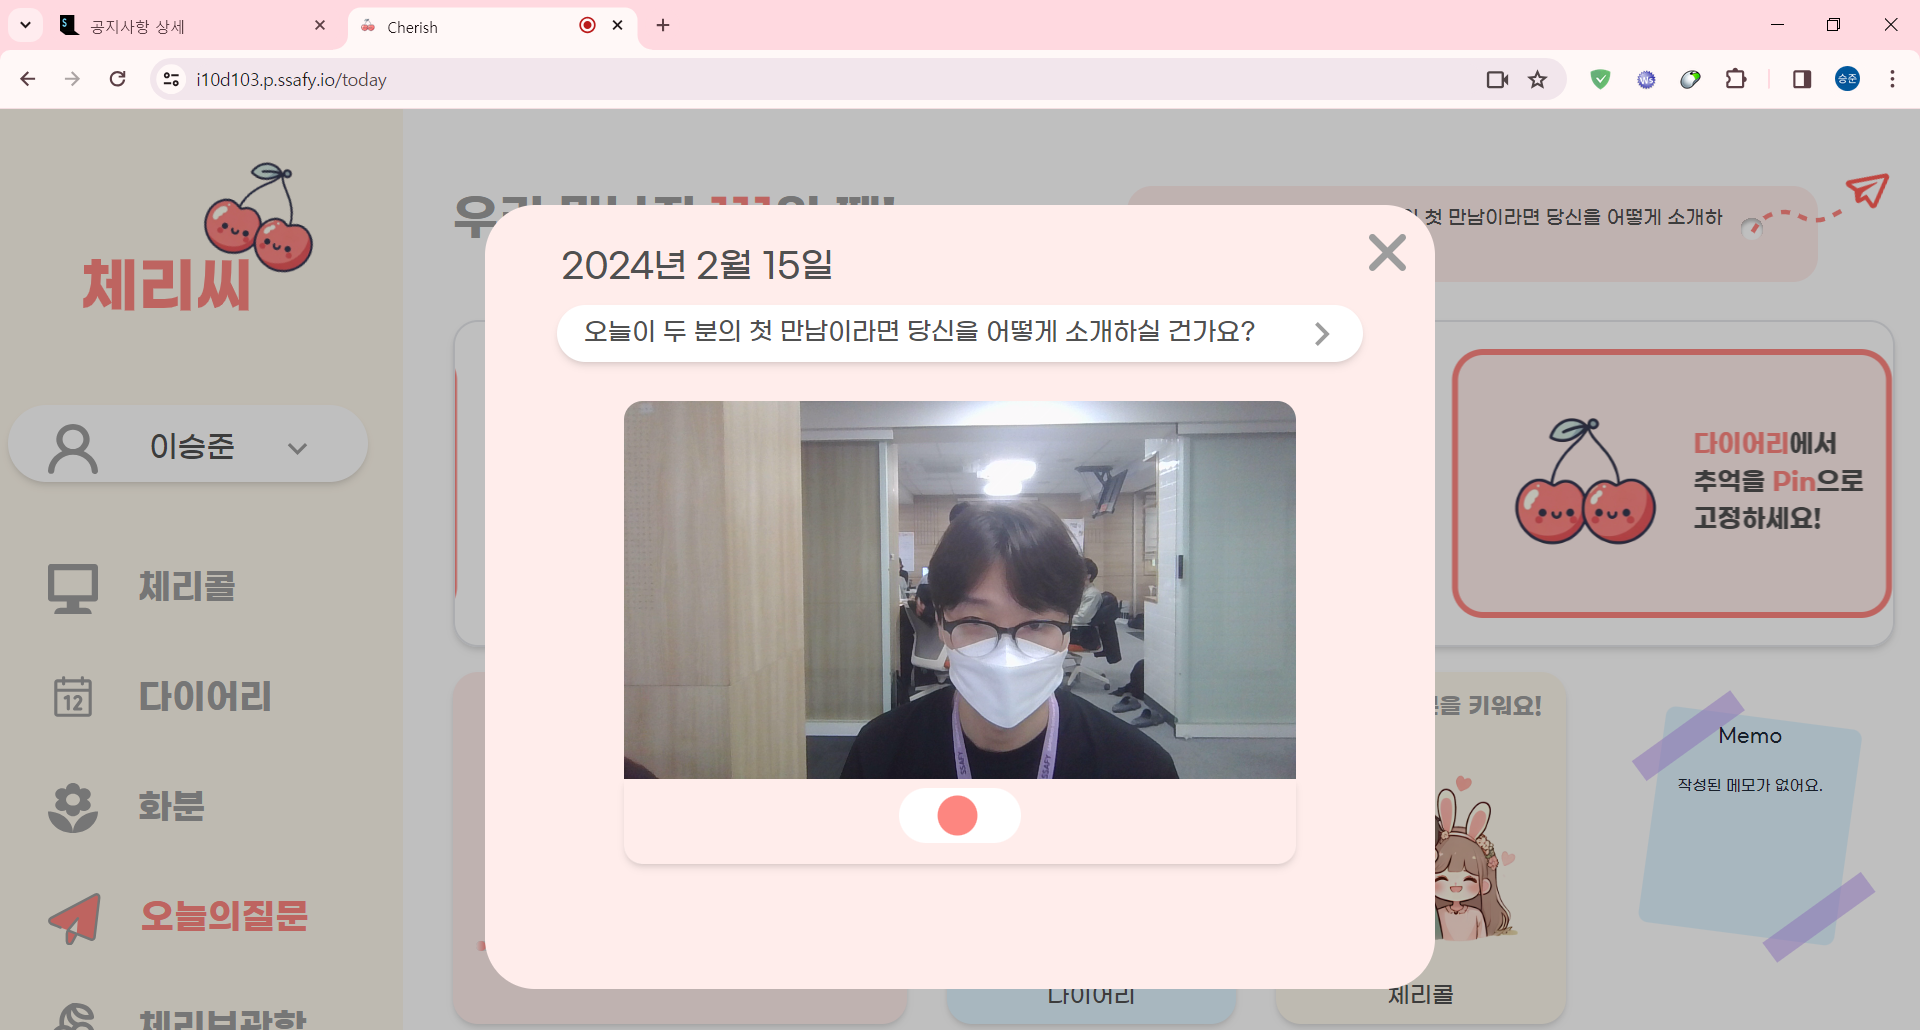 공지사항 상세
Cherish
i10d103.p.ssafy.io/today
승준
체리씨
이승준
체리콜
12
다이어리
화분
오늘의질문
2024년 2월 15일
오늘이 두 분의 첫 만남이라면 당신을 어떻게 소개하실 건가요?
SSAFY
SSAFY
첫 만남이라면 당신을 어떻게 소개하
다이어리에서
추억을 Pin으로
고정하세요!
키워요!
Memo
작성된 메모가 없어요.
다이어리
체리콜